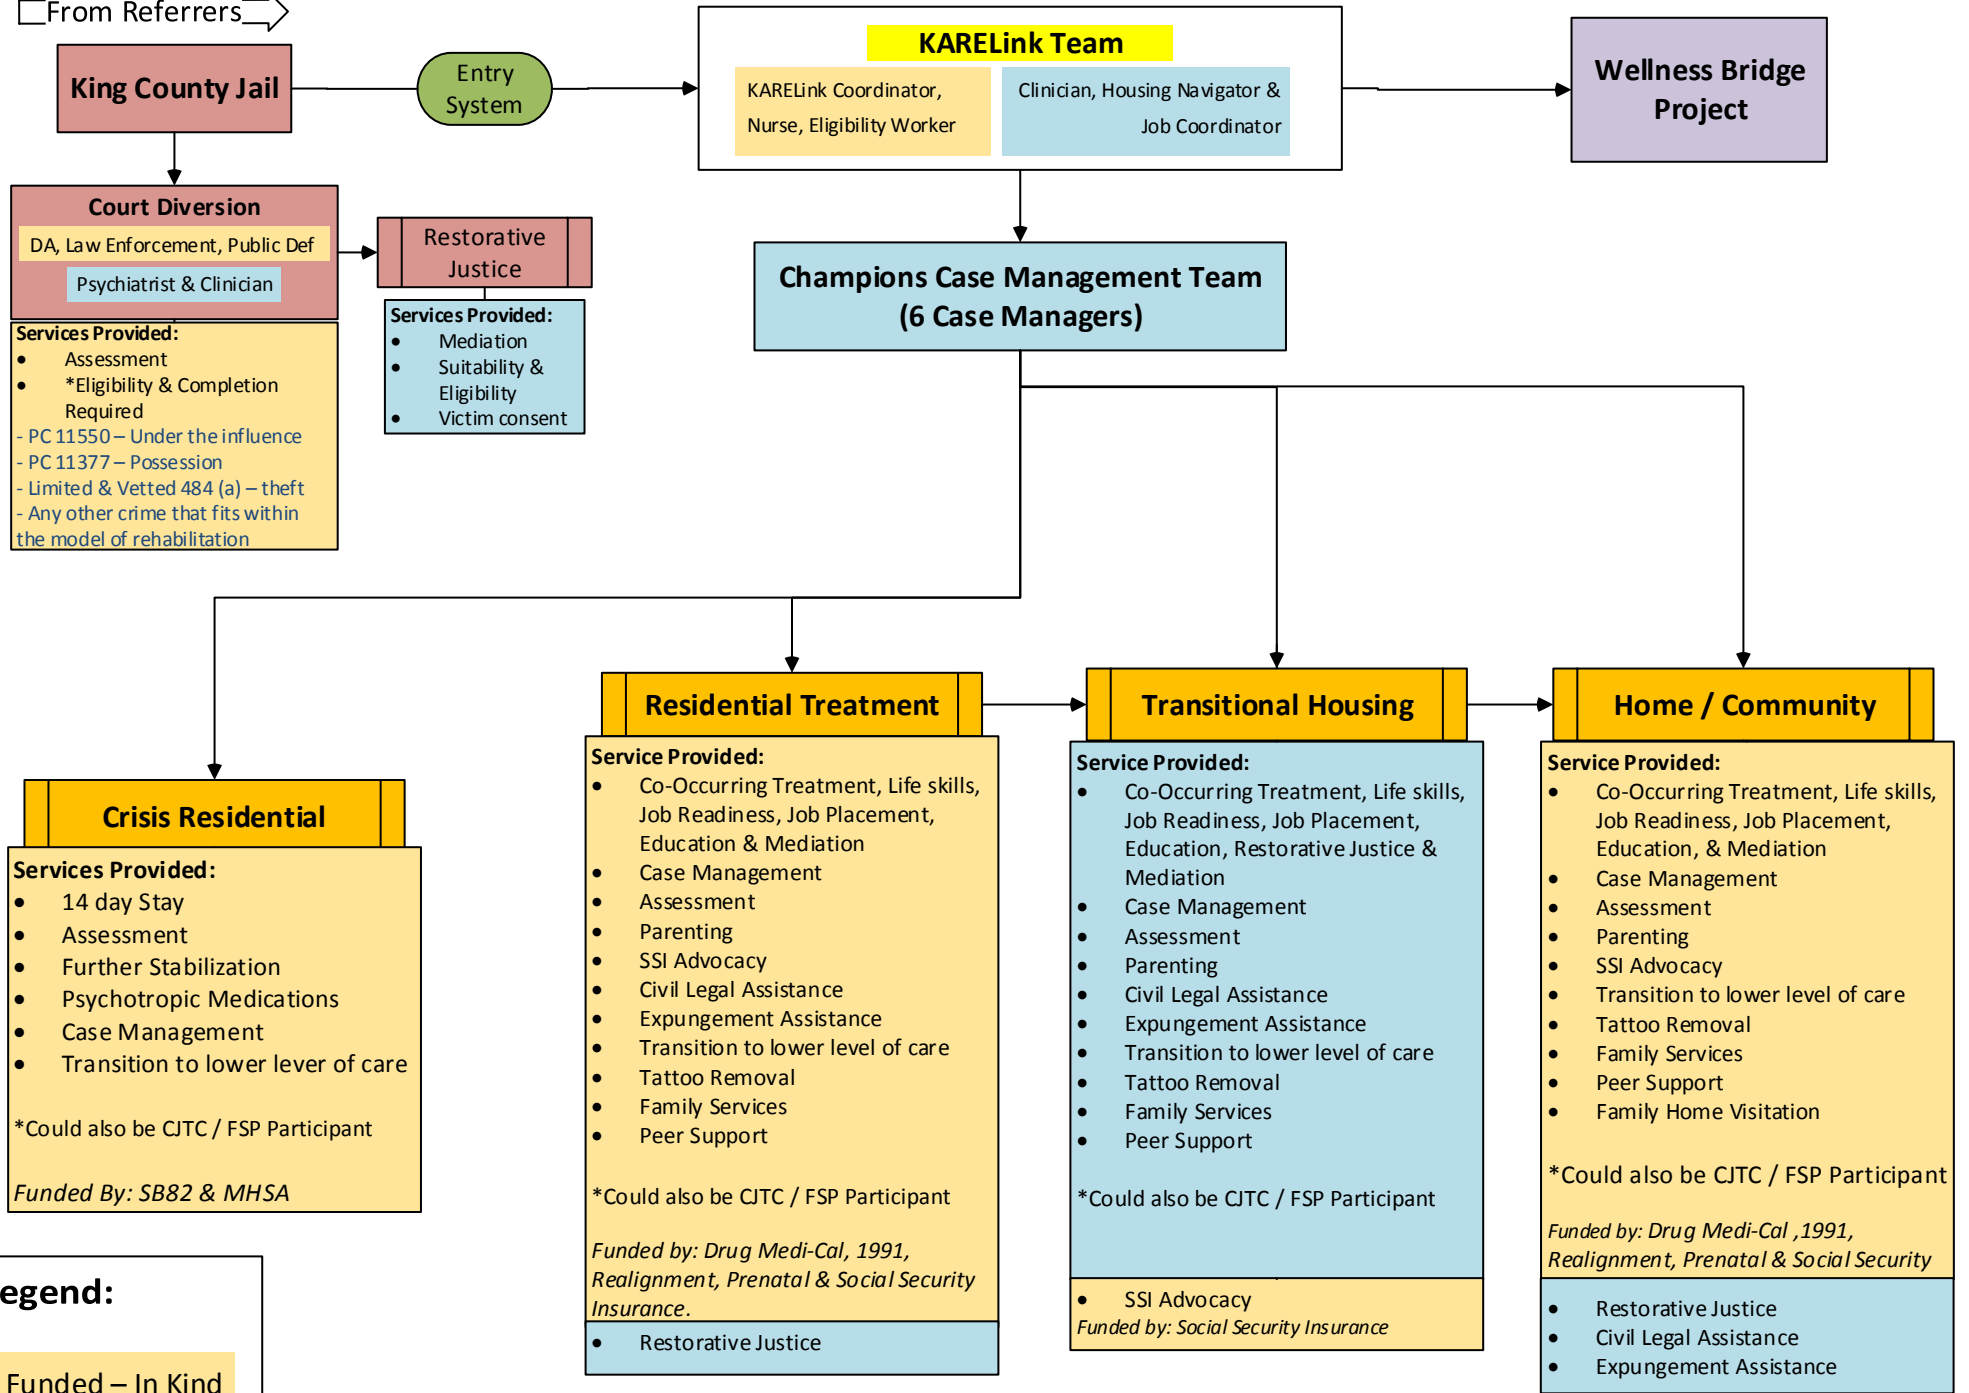 From Referrers
King County Jail
Entry
System
KARELink Team
KARELink Coordinator,
Nurse, Eligibility Worker
Clinician, Housing Navigator &
Job Coordinator
Wellness Bridge
Project
Court Diversion
DA, Law Enforcement, Public Def
Psychiatrist & Clinician
Services Provided:
• Assessment
• *Eligibility & Completion
Required
- PC 11550 – Under the influence
- PC 11377 – Possession
- Limited & Vetted 484 (a) – theft
- Any other crime that fits within
the model of rehabilitation
Restorative
Justice
Services Provided:
• Mediation
• Suitability &
Eligibility
• Victim consent
Champions Case Management Team
(6 Case Managers)
Crisis Residential
Services Provided:
• 14 day Stay
• Assessment
• Further Stabilization
• Psychotropic Medications
• Case Management
• Transition to lower lever of care
*Could also be CJTC / FSP Participant
Funded By: SB82 & MHSA
Residential Treatment
Service Provided:
• Co-Occurring Treatment, Life skills,
Job Readiness, Job Placement,
Education & Mediation
• Case Management
• Assessment
• Parenting
• SSI Advocacy
• Civil Legal Assistance
• Expungement Assistance
• Transition to lower level of care
• Tattoo Removal
• Family Services
• Peer Support
*Could also be CJTC / FSP Participant
Funded by: Drug Medi-Cal, 1991,
Realignment, Prenatal & Social Security
Insurance.
• Restorative Justice
Transitional Housing
Service Provided:
• Co-Occurring Treatment, Life skills,
Job Readiness, Job Placement,
Education, Restorative Justice &
Mediation
• Case Management
• Assessment
• Parenting
• Civil Legal Assistance
• Expungement Assistance
• Transition to lower level of care
• Tattoo Removal
• Family Services
• Peer Support
*Could also be CJTC / FSP Participant
• SSI Advocacy
Funded by: Social Security Insurance
Home / Community
Service Provided:
• Co-Occurring Treatment, Life skills,
Job Readiness, Job Placement,
Education, & Mediation
• Case Management
• Assessment
• Parenting
• SSI Advocacy
• Transition to lower level of care
• Tattoo Removal
• Family Services
• Peer Support
• Family Home Visitation
*Could also be CJTC / FSP Participant
Funded by: Drug Medi-Cal ,1991,
Realignment, Prenatal & Social Security
• Restorative Justice
• Civil Legal Assistance
• Expungement Assistance
egend:
Funded – In Kind